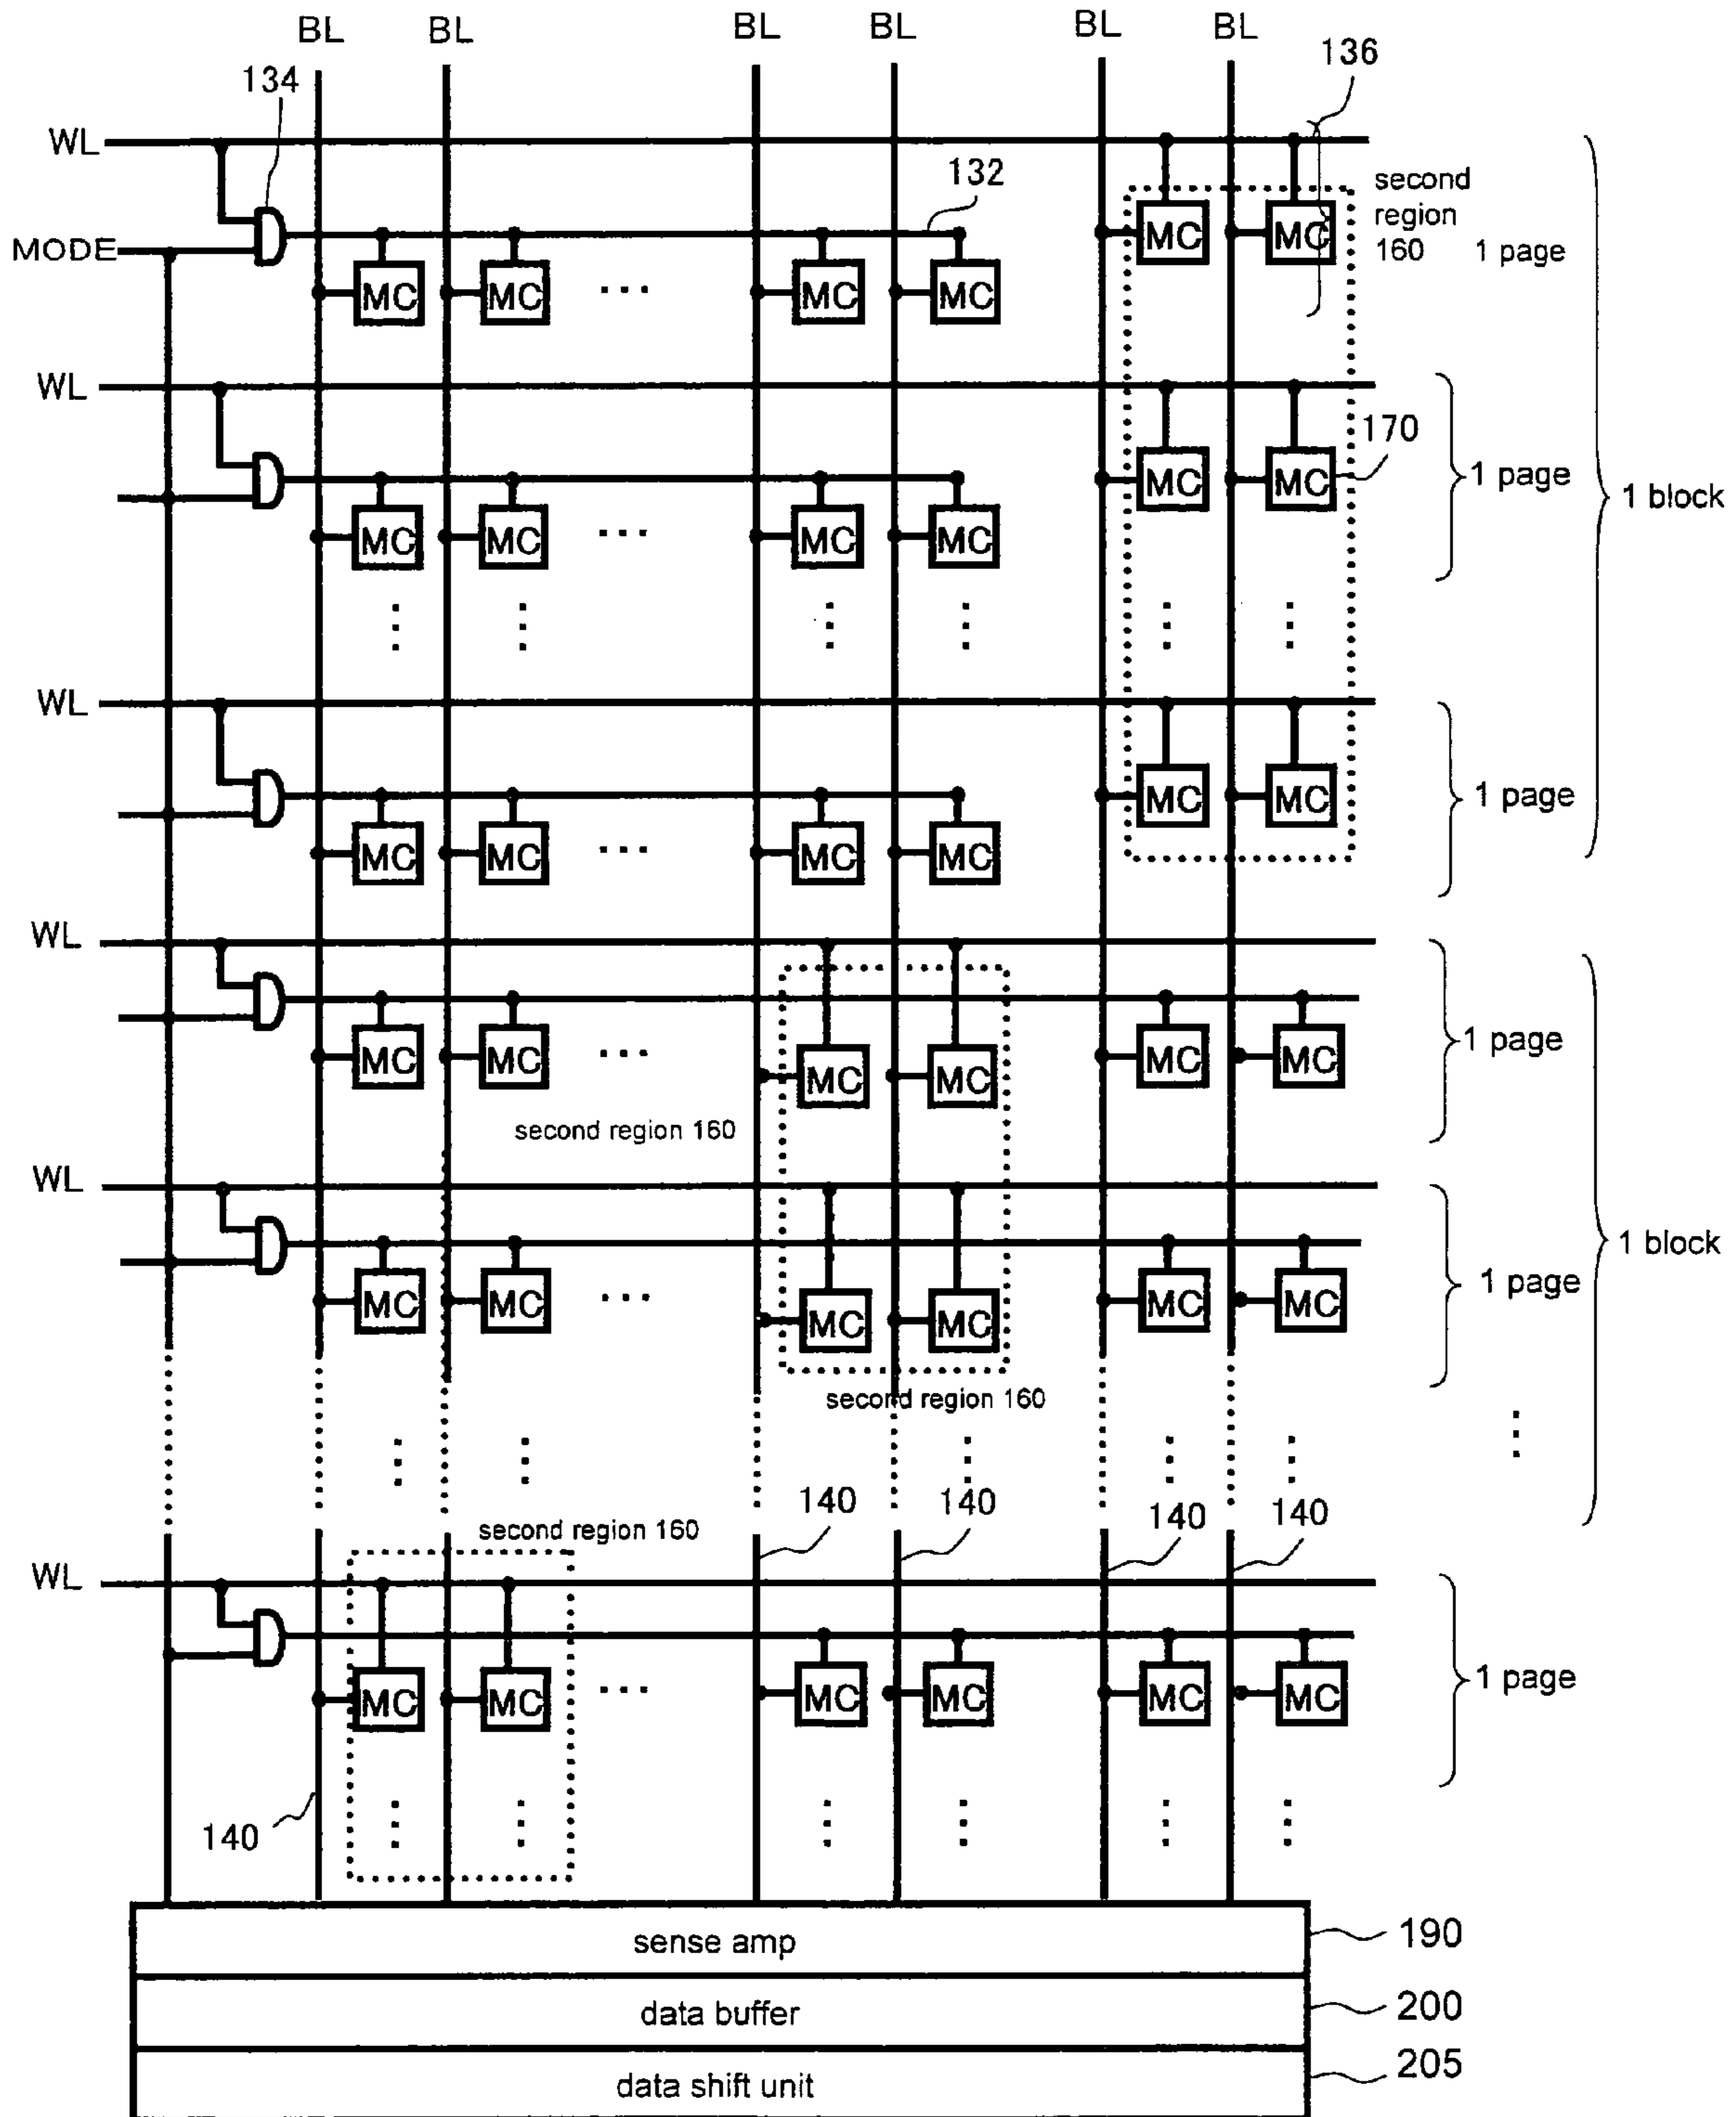 BL BL BL BL BL BL
136
134
WL
132
second
region
160
1 page
MC MC
MODE
MC MC ... MC MC
WL
170
MC MC
1 page
1 block
MC MC ... MC MC
WL
MC MC
1 page
MC MC ... MC MC
WL
MC MC ... MC MC MC MC
1 page
second region 160
WL
1 block
MC MC ... MC MC MC MC
1 page
second region 160
140 140 140 140
second region 160
WL
MC MC ... MC MC MC MC
1 page
140
sense amp
190
data buffer
200
data shift unit
205